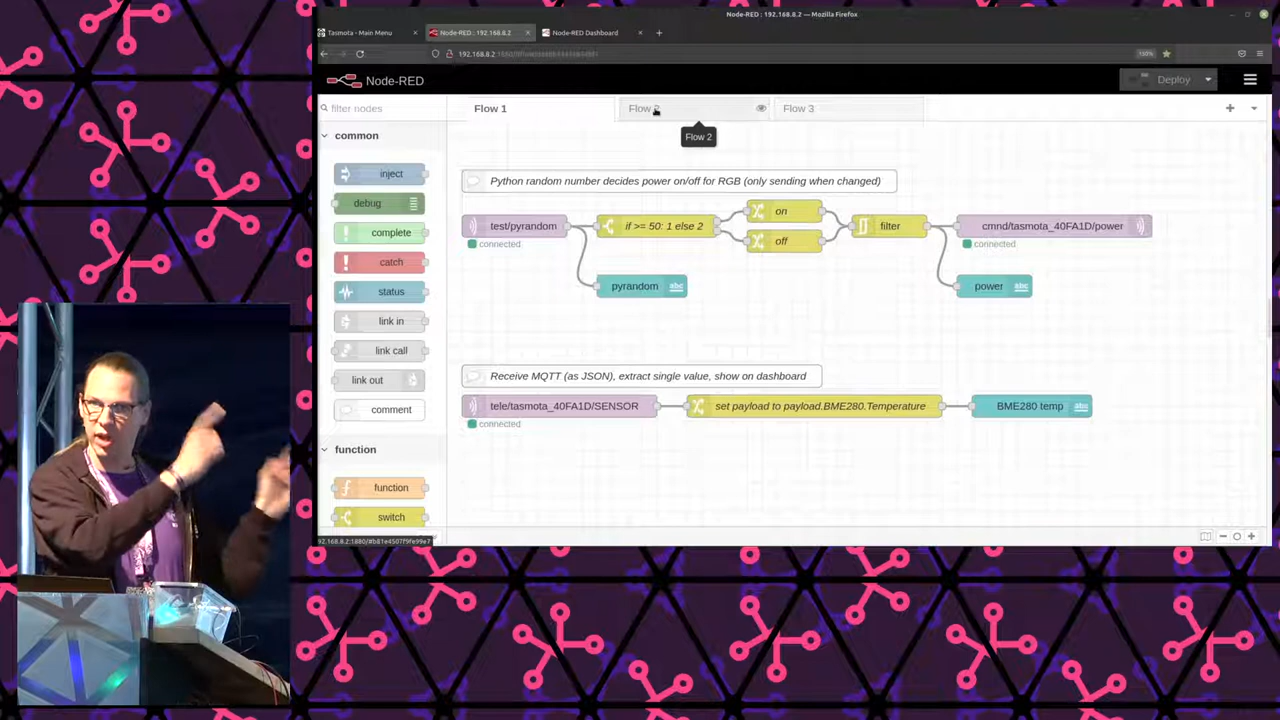 Node-RED : 192.168.8.2 — Mozilla Firefox
Tasmota - Main Menu
Node-RED : 192.168.8.2
Node-RED Dashboard
192.168.8.2
150%
Node-RED
Deploy
filter nodes
Flow 1
Flow 2
Flow 3
Flow 2
common
inject
debug
complete
catch
status
link in
link call
link out
comment
function
function
switch
Python random number decides power on/off for RGB (only sending when changed)
test/pyrandom
connected
if >= 50: 1 else 2
on
off
filter
cmnd/tasmota_40FA1D/power
connected
pyrandom
abc
power
abc
Receive MQTT (as JSON), extract single value, show on dashboard
tele/tasmota_40FA1D/SENSOR
connected
set payload to payload.BME280.Temperature
BME280 temp
abc